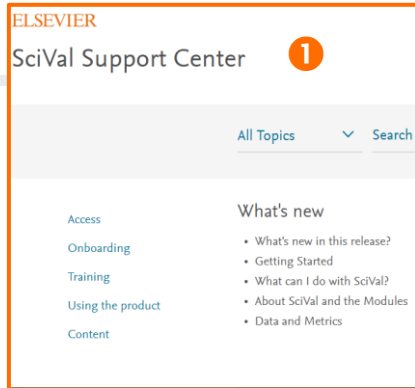 ELSEVIER
SciVal Support Center
1
All Topics
Search
Access
Onboarding
Training
Using the product
Content
What's new
• What's new in this release?
• Getting Started
• What can I do with SciVal?
• About SciVal and the Modules
• Data and Metrics